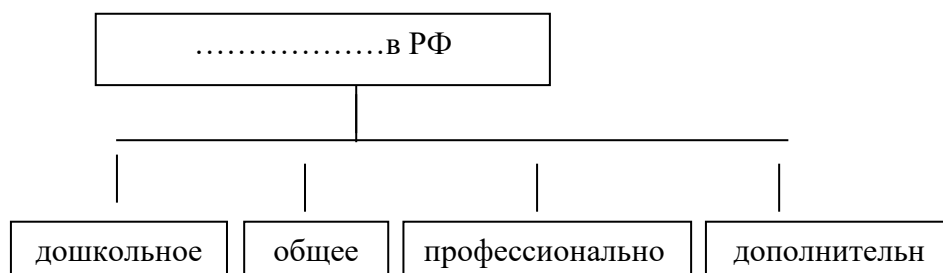 ………………в РФ
дошкольное общее профессионально дополнительн